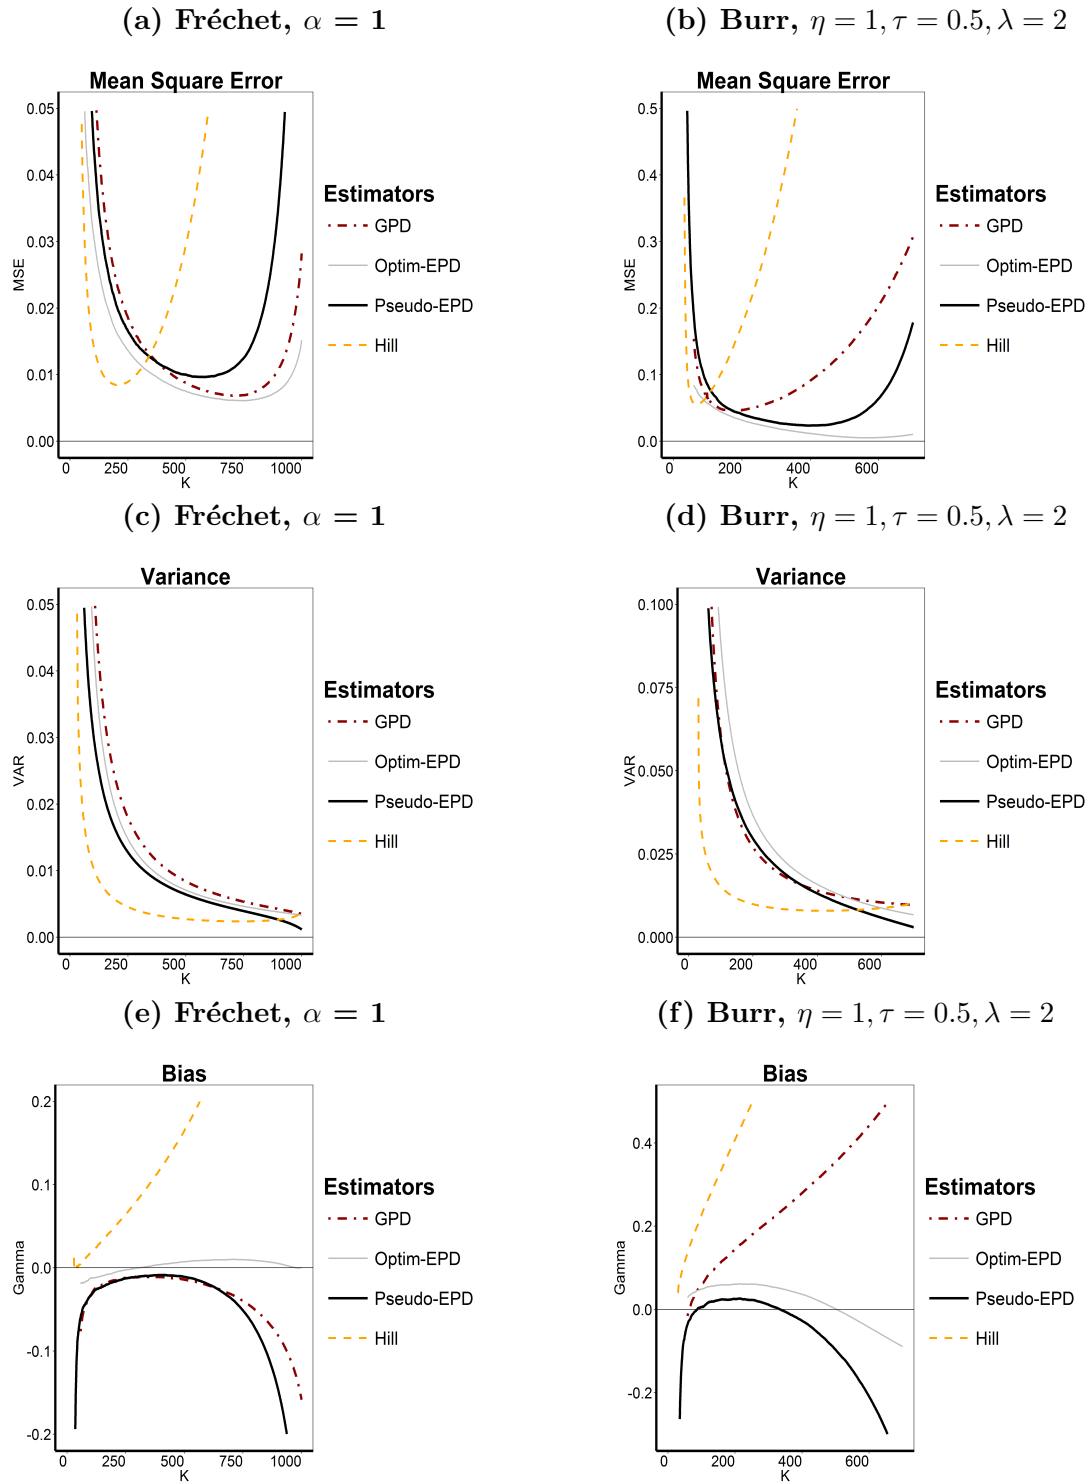 (a) Fréchet, α = 1
(b) Burr, η = 1, τ = 0.5, λ = 2
Mean Square Error
0.05
0.04
0.03
0.02
0.01
0.00
MSE
0 250 500 750 1000
K
Estimators
GPD
Optim-EPD
Pseudo-EPD
Hill
Mean Square Error
0.5
0.4
0.3
0.2
0.1
0.0
MSE
0 200 400 600
K
Estimators
GPD
Optim-EPD
Pseudo-EPD
Hill
(c) Fréchet, α = 1
(d) Burr, η = 1, τ = 0.5, λ = 2
Variance
0.05
0.04
0.03
0.02
0.01
0.00
VAR
0 250 500 750 1000
K
Estimators
GPD
Optim-EPD
Pseudo-EPD
Hill
Variance
0.100
0.075
0.050
0.025
0.000
VAR
0 200 400 600
K
Estimators
GPD
Optim-EPD
Pseudo-EPD
Hill
(e) Fréchet, α = 1
(f) Burr, η = 1, τ = 0.5, λ = 2
Bias
0.2
0.1
0.0
-0.1
-0.2
Gamma
0 250 500 750 1000
K
Estimators
GPD
Optim-EPD
Pseudo-EPD
Hill
Bias
0.4
0.2
0.0
-0.2
Gamma
0 200 400 600
K
Estimators
GPD
Optim-EPD
Pseudo-EPD
Hill